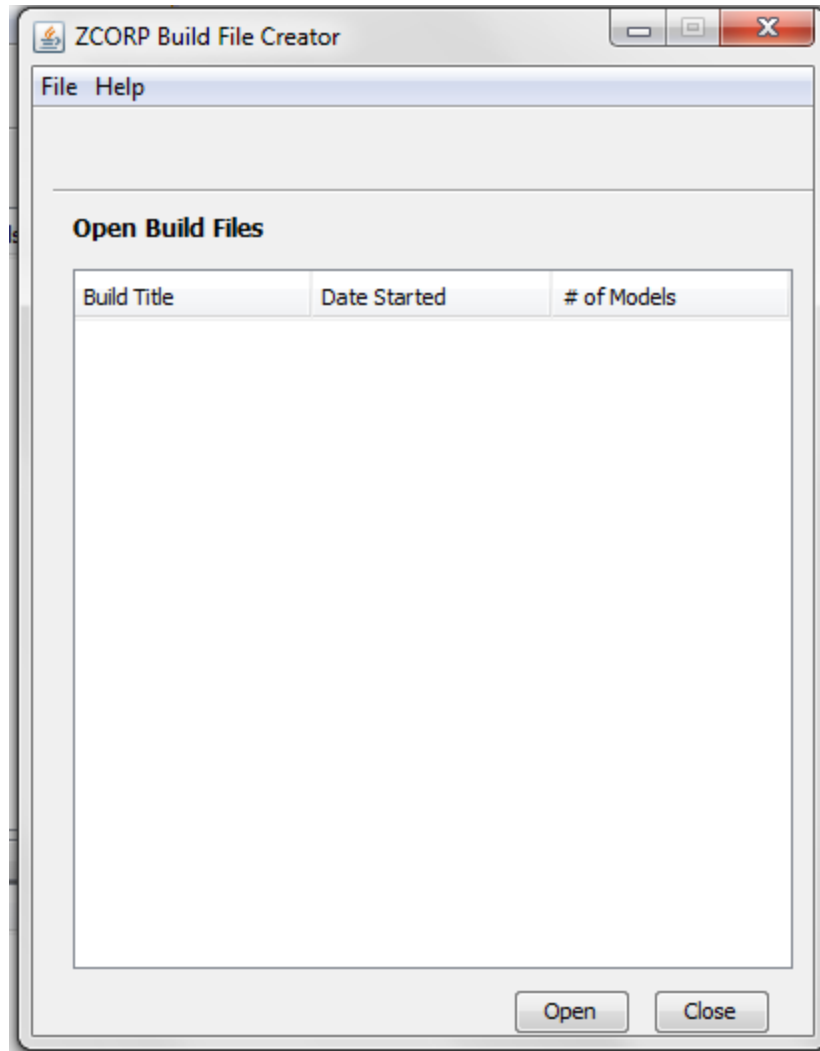 ZCORP Build File Creator
File Help
Open Build Files
Build Title Date Started # of Models
Open Close